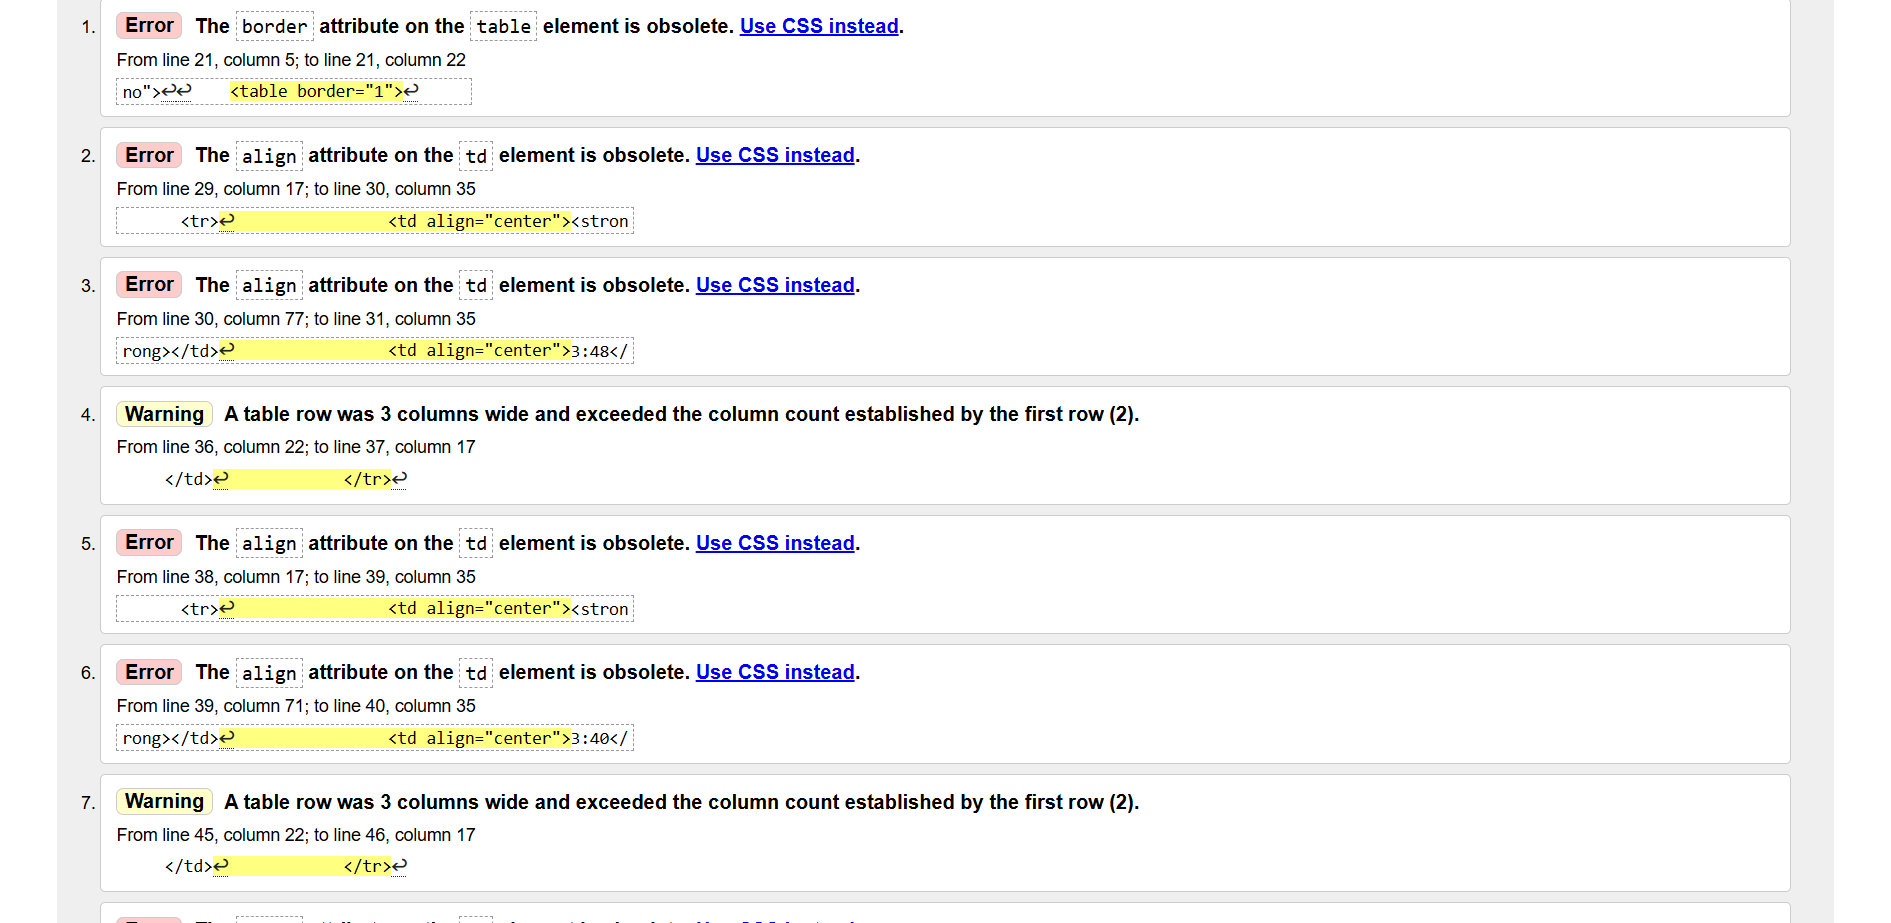 1. Error The border attribute on the table element is obsolete. Use CSS instead.
From line 21, column 5; to line 21, column 22
no">↩↩    <table border="1">↩
2. Error The align attribute on the td element is obsolete. Use CSS instead.
From line 29, column 17; to line 30, column 35
<tr>↩                <td align="center"><stron
3. Error The align attribute on the td element is obsolete. Use CSS instead.
From line 30, column 77; to line 31, column 35
rong></td>↩                <td align="center">3:48</
4. Warning A table row was 3 columns wide and exceeded the column count established by the first row (2).
From line 36, column 22; to line 37, column 17
</td>↩            </tr>↩
5. Error The align attribute on the td element is obsolete. Use CSS instead.
From line 38, column 17; to line 39, column 35
<tr>↩                <td align="center"><stron
6. Error The align attribute on the td element is obsolete. Use CSS instead.
From line 39, column 71; to line 40, column 35
rong></td>↩                <td align="center">3:40</
7. Warning A table row was 3 columns wide and exceeded the column count established by the first row (2).
From line 45, column 22; to line 46, column 17
</td>↩            </tr>↩